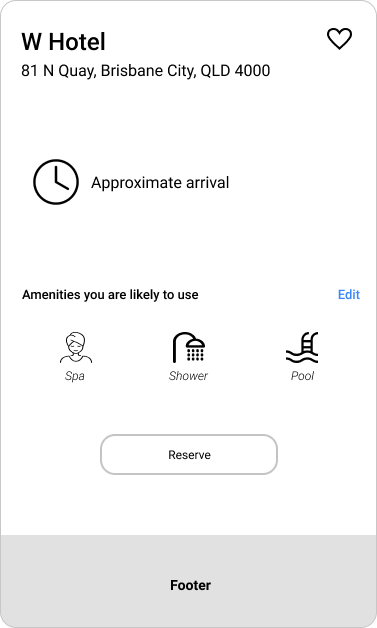 W Hotel
81 N Quay, Brisbane City, QLD 4000
Approximate arrival
Amenities you are likely to use
Edit
Spa
Shower
Pool
Reserve
Footer